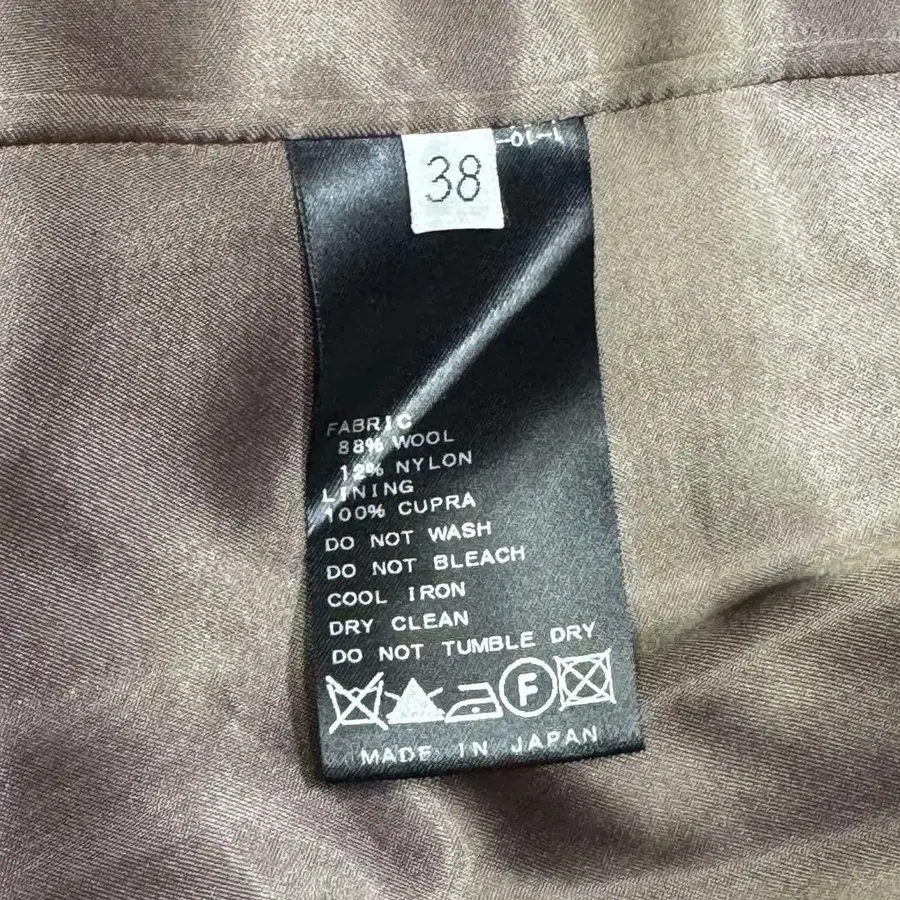 38
FABRIC
88% WOOL
12% NYLON
LINING
100% CUPRA
DO NOT WASH
DO NOT BLEACH
COOL IRON
DRY CLEAN
DO NOT TUMBLE DRY
F
MADE IN JAPAN